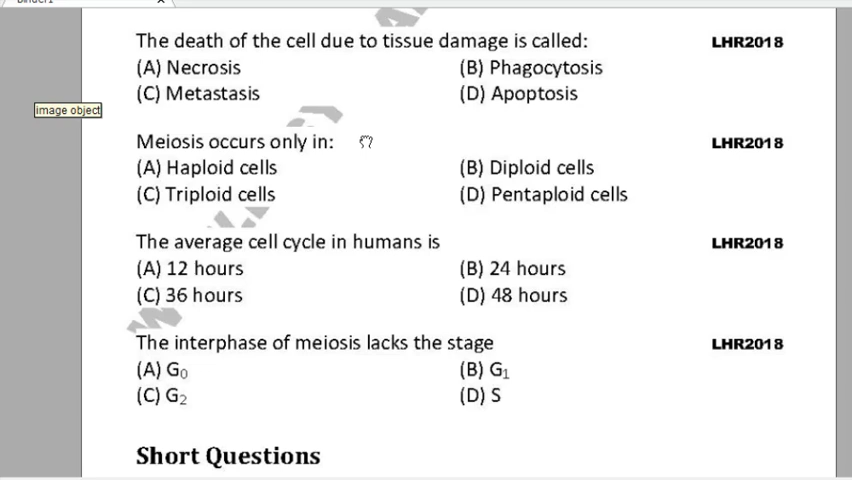 The death of the cell due to tissue damage is called: LHR2018
(A) Necrosis (B) Phagocytosis
(C) Metastasis (D) Apoptosis
image object
Meiosis occurs only in: LHR2018
(A) Haploid cells (B) Diploid cells
(C) Triploid cells (D) Pentaploid cells
The average cell cycle in humans is LHR2018
(A) 12 hours (B) 24 hours
(C) 36 hours (D) 48 hours
The interphase of meiosis lacks the stage LHR2018
(A) G₀ (B) G₁
(C) G₂ (D) S
Short Questions